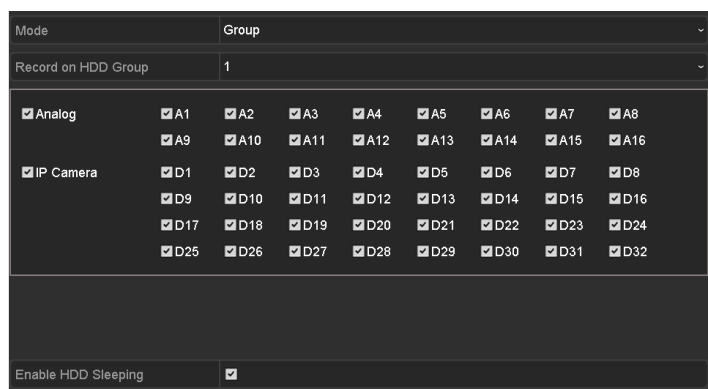 Mode Group
Record on HDD Group 1
Analog A1 A2 A3 A4 A5 A6 A7 A8
A9 A10 A11 A12 A13 A14 A15 A16
IP Camera D1 D2 D3 D4 D5 D6 D7 D8
D9 D10 D11 D12 D13 D14 D15 D16
D17 D18 D19 D20 D21 D22 D23 D24
D25 D26 D27 D28 D29 D30 D31 D32
Enable HDD Sleeping